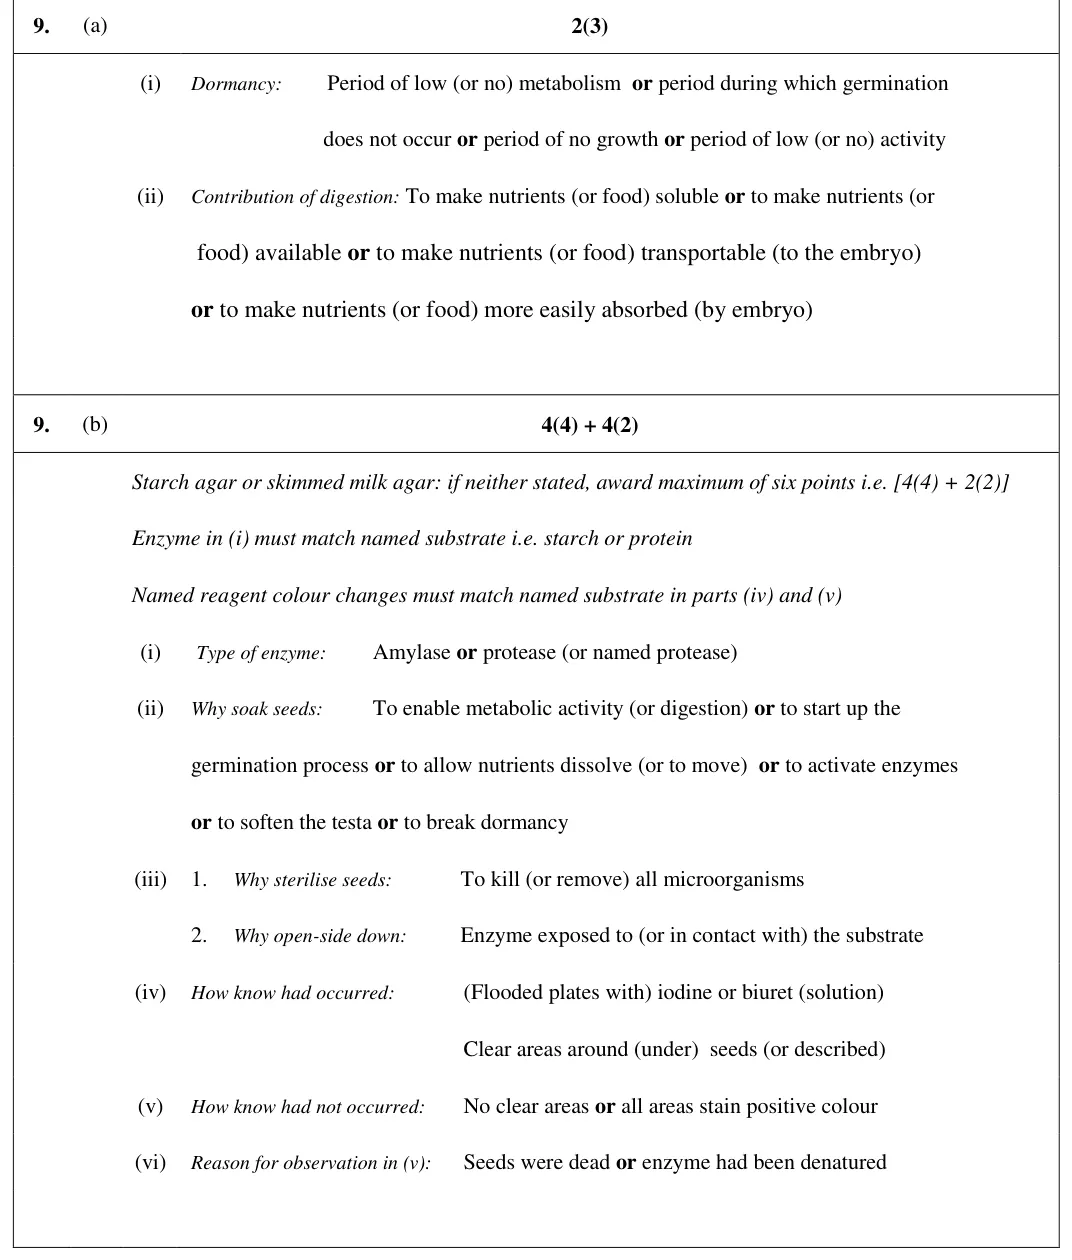 9. (a) 2(3)
(i) Dormancy: Period of low (or no) metabolism or period during which germination
does not occur or period of no growth or period of low (or no) activity
(ii) Contribution of digestion: To make nutrients (or food) soluble or to make nutrients (or
food) available or to make nutrients (or food) transportable (to the embryo)
or to make nutrients (or food) more easily absorbed (by embryo)
9. (b) 4(4) + 4(2)
Starch agar or skimmed milk agar: if neither stated, award maximum of six points i.e. [4(4) + 2(2)]
Enzyme in (i) must match named substrate i.e. starch or protein
Named reagent colour changes must match named substrate in parts (iv) and (v)
(i) Type of enzyme: Amylase or protease (or named protease)
(ii) Why soak seeds: To enable metabolic activity (or digestion) or to start up the
germination process or to allow nutrients dissolve (or to move) or to activate enzymes
or to soften the testa or to break dormancy
(iii) 1. Why sterilise seeds: To kill (or remove) all microorganisms
2. Why open-side down: Enzyme exposed to (or in contact with) the substrate
(iv) How know had occurred: (Flooded plates with) iodine or biuret (solution)
Clear areas around (under) seeds (or described)
(v) How know had not occurred: No clear areas or all areas stain positive colour
(vi) Reason for observation in (v): Seeds were dead or enzyme had been denatured